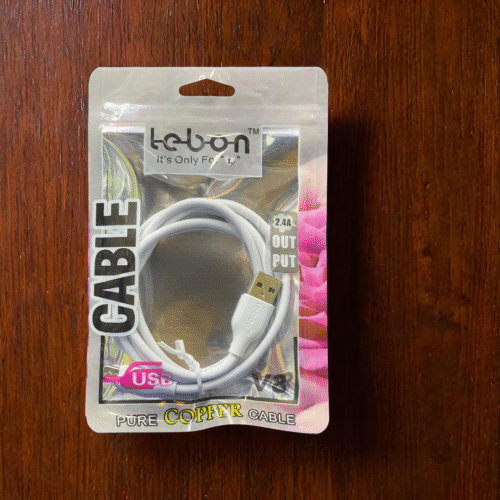 Lebon™
It's Only For "U"
CABLE
2.4A
OUT
PUT
USB
V8
PURE COPPER CABLE